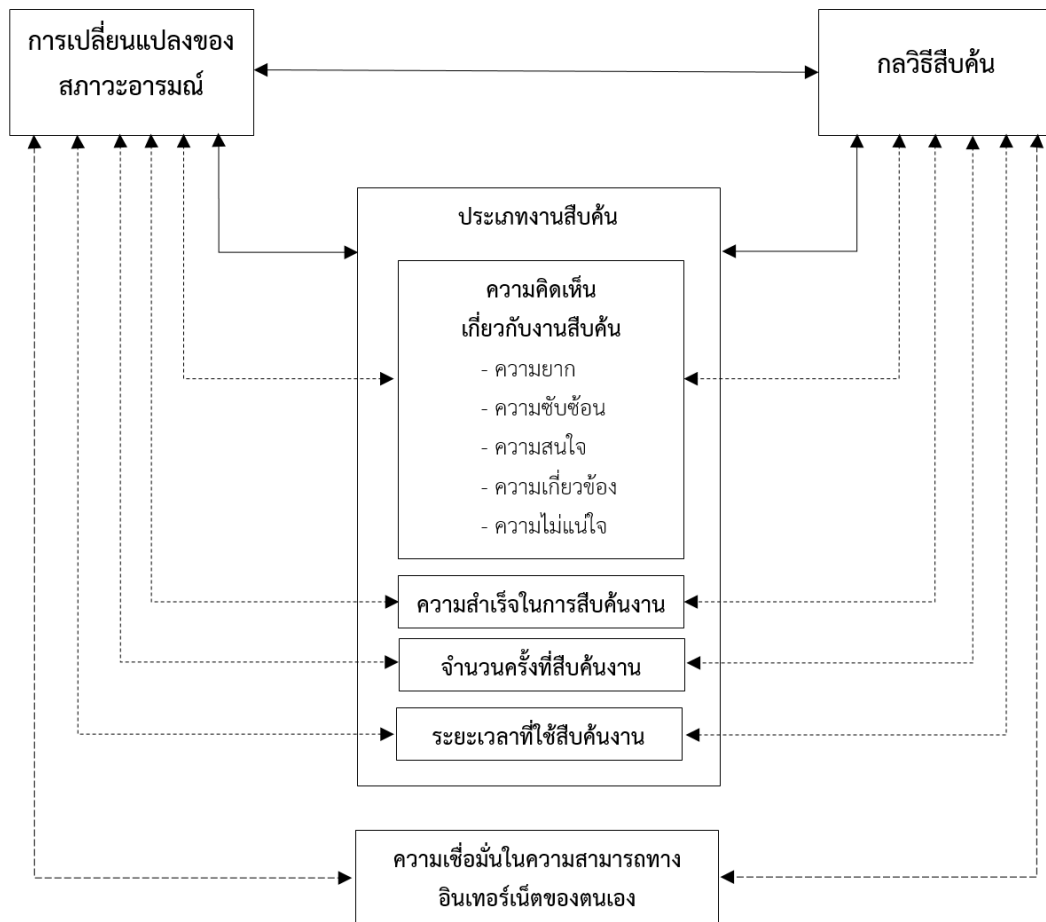 การเปลี่ยนแปลงของ
สภาวะอารมณ์
กลวิธีสืบค้น
ประเภทงานสืบค้น
ความคิดเห็น
เกี่ยวกับงานสืบค้น
- ความยาก
- ความซับซ้อน
- ความสนใจ
- ความเกี่ยวข้อง
- ความไม่แน่ใจ
ความสำเร็จในการสืบค้นงาน
จำนวนครั้งที่สืบค้นงาน
ระยะเวลาที่ใช้สืบค้นงาน
ความเชื่อมั่นในความสามารถทาง
อินเทอร์เน็ตของตนเอง